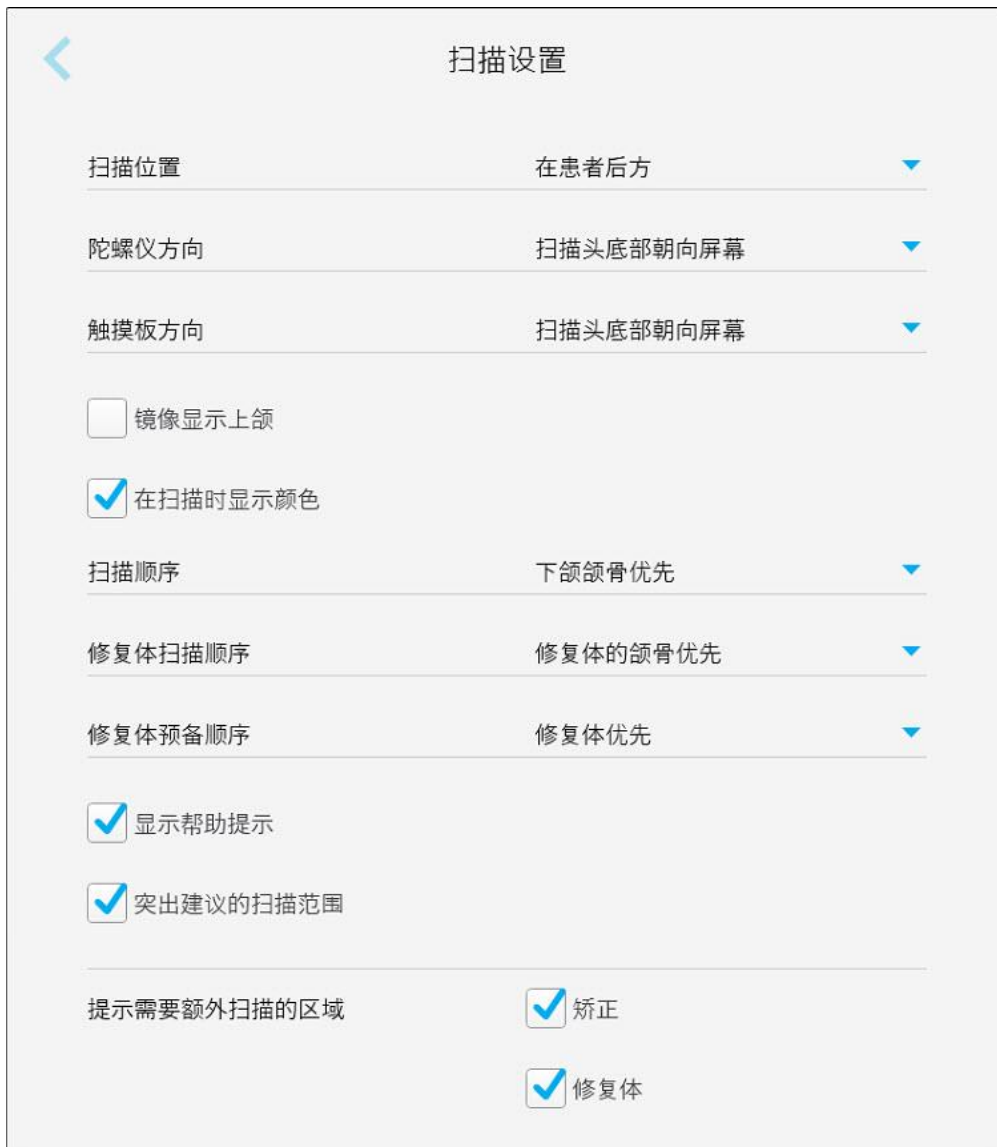 扫描设置
扫描位置 在患者后方
陀螺仪方向 扫描头底部朝向屏幕
触摸板方向 扫描头底部朝向屏幕
镜像显示上颌
在扫描时显示颜色
扫描顺序 下颌颌骨优先
修复体扫描顺序 修复体的颌骨优先
修复体预备顺序 修复体优先
显示帮助提示
突出建议的扫描范围
提示需要额外扫描的区域 矫正
修复体